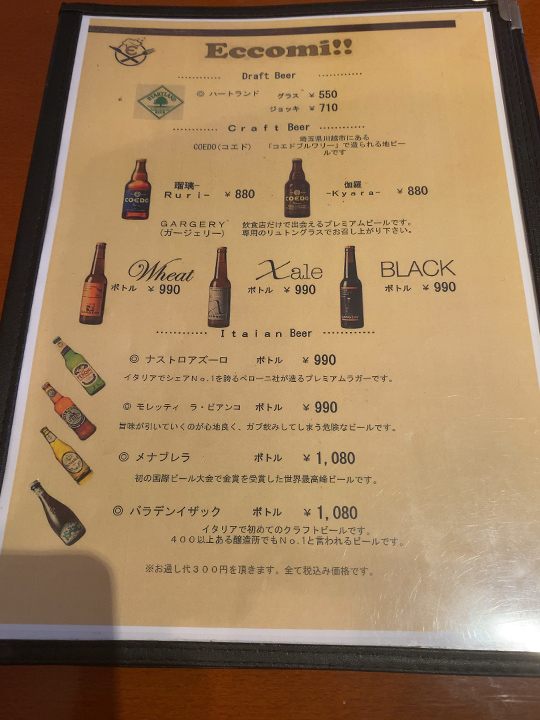 Eccomi!!
Draft Beer
◎ ハートランド グラス ¥ 550
ジョッキ ¥ 710
Craft Beer
COEDO(コエド) 埼玉県川越市にある
「コエドブルワリー」で造られる地ビー
ルです
瑠璃- 伽羅
Ruri- ¥ 880 -Kyara- ¥ 880
GARGERY 飲食店だけで出会えるプレミアムビールです。
(ガージェリー) 専用のリュトングラスでお召し上がり下さい。
Wheat Xale BLACK
ボトル ¥ 990 ボトル ¥ 990 ボトル ¥ 990
Itaian Beer
◎ ナストロアズーロ ボトル ¥ 990
イタリアでシェアNo.1を誇るペローニ社が造るプレミアムラガーです。
◎ モレッティ ラ・ビアンコ ボトル ¥ 990
旨味が引いていくのが心地良く、ガブ飲みしてしまう危険なビールです。
◎ メナブレラ ボトル ¥ 1,080
初の国際ビール大会で金賞を受賞した世界最高峰ビールです。
◎ バラデンイザック ボトル ¥ 1,080
イタリアで初めてのクラフトビールです。
400以上ある醸造所でもNo.1と言われるビールです。
※お通し代300円を頂きます。全て税込み価格です。